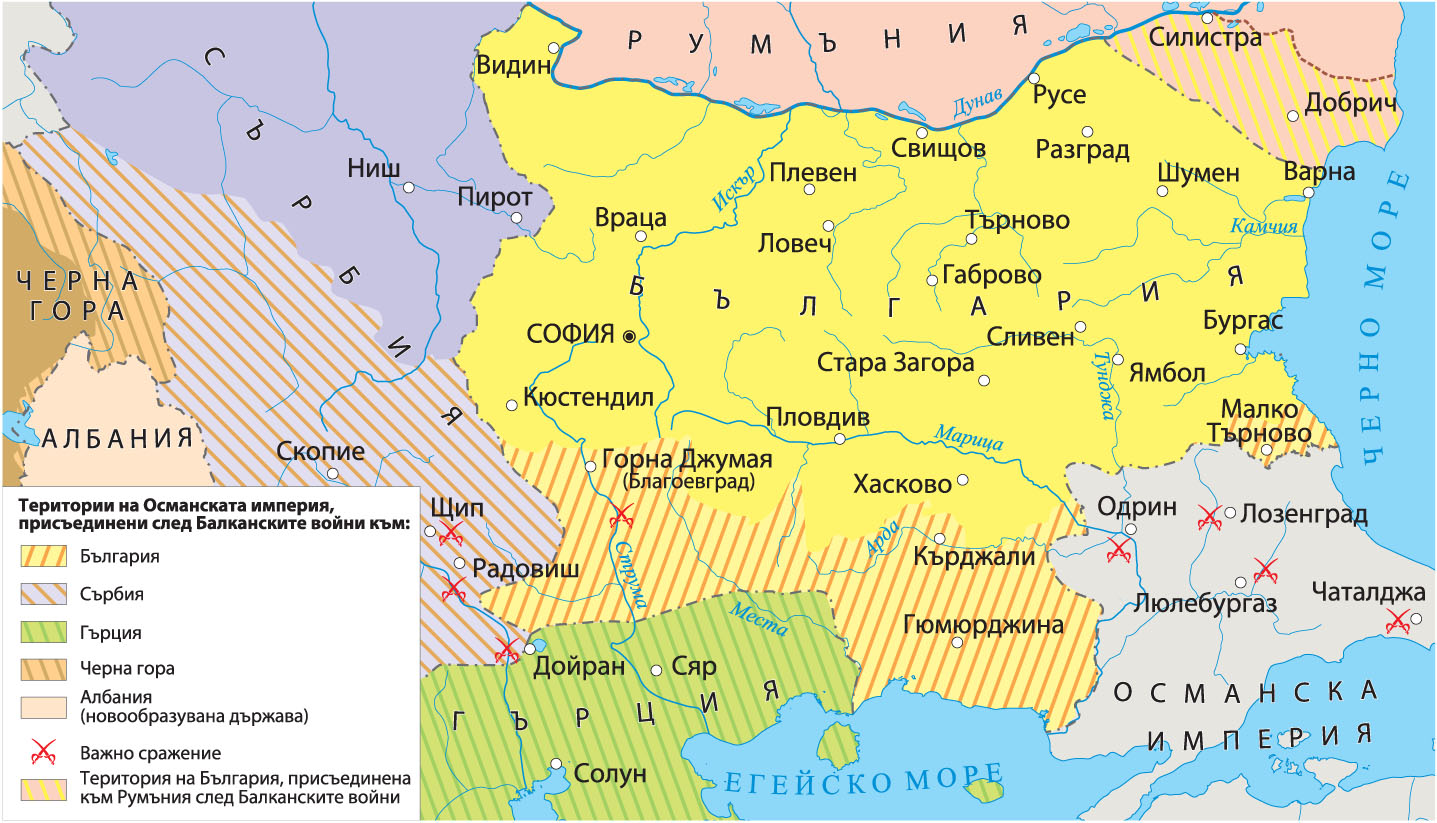 РУМЪНИЯ
Силистра
Видин
Дунав
Русе
Добрич
СЪРБИЯ
Свищов
Разград
Ниш
Плевен
Шумен
Варна
Пирот
Искър
Враца
Ловеч
Търново
Камчия
ЧЕРНО МОРЕ
ЧЕРНА
ГОРА
Габрово
БЪЛГАРИЯ
СОФИЯ
Сливен
Бургас
Стара Загора
Тунджа
Ямбол
Кюстендил
Пловдив
Марица
Малко
Търново
АЛБАНИЯ
Скопие
Горна Джумая
(Благоевград)
Хасково
Щип
Одрин
Лозенград
Арда
Кърджали
Радовиш
Струма
Люлебургаз
Чаталджа
Места
Гюмюрджина
Дойран
Сяр
ГЪРЦИЯ
ОСМАНСКА
ИМПЕРИЯ
Солун
ЕГЕЙСКО МОРЕ
Територии на Османската империя,
присъединени след Балканските войни към:
България
Сърбия
Гърция
Черна гора
Албания
(новообразувана държава)
Важно сражение
Територия на България, присъединена
към Румъния след Балканските войни